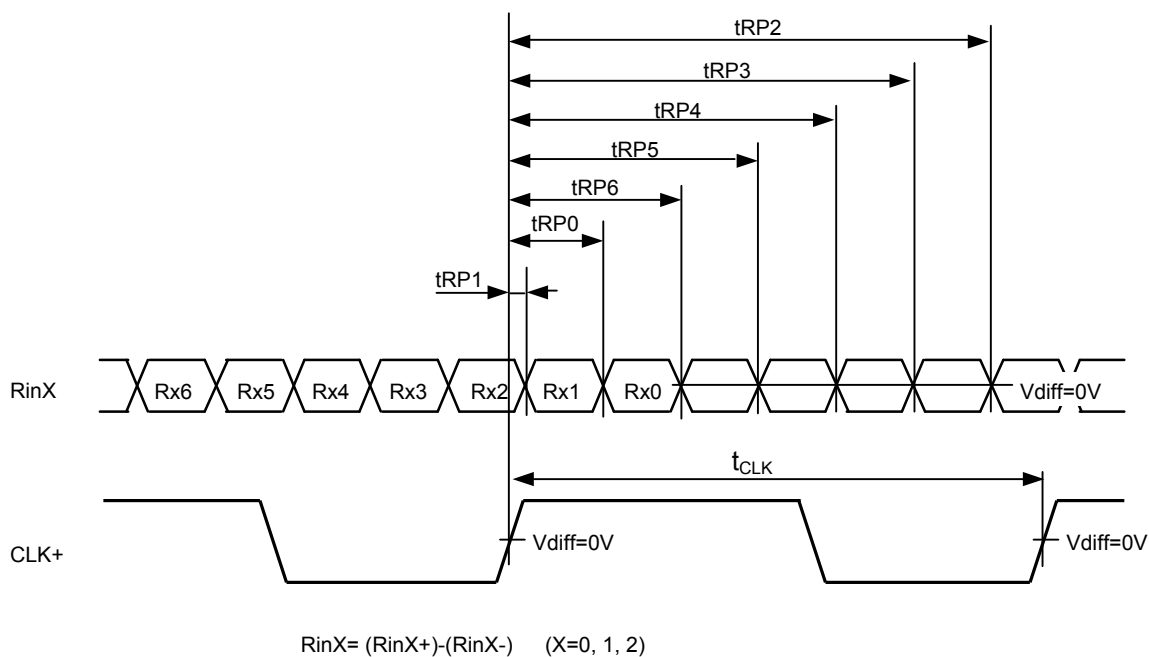 tRP2
tRP3
tRP4
tRP5
tRP6
tRP0
tRP1
RinX Rx6 Rx5 Rx4 Rx3 Rx2 Rx1 Rx0 Vdiff=0V
tCLK
CLK+ Vdiff=0V Vdiff=0V
RinX= (RinX+)-(RinX-) (X=0, 1, 2)